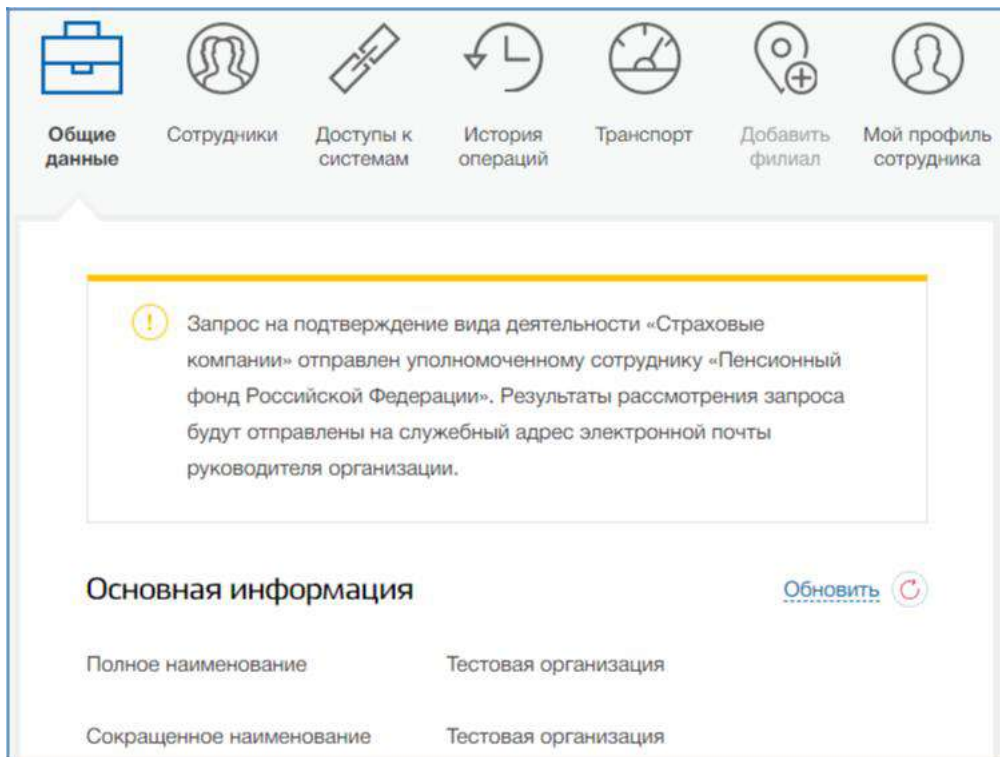 Общие данные
Сотрудники
Доступы к системам
История операций
Транспорт
Добавить филиал
Мой профиль сотрудника
Запрос на подтверждение вида деятельности «Страховые
компании» отправлен уполномоченному сотруднику «Пенсионный
фонд Российской Федерации». Результаты рассмотрения запроса
будут отправлены на служебный адрес электронной почты
руководителя организации.
Основная информация
Обновить
Полное наименование
Тестовая организация
Сокращенное наименование
Тестовая организация